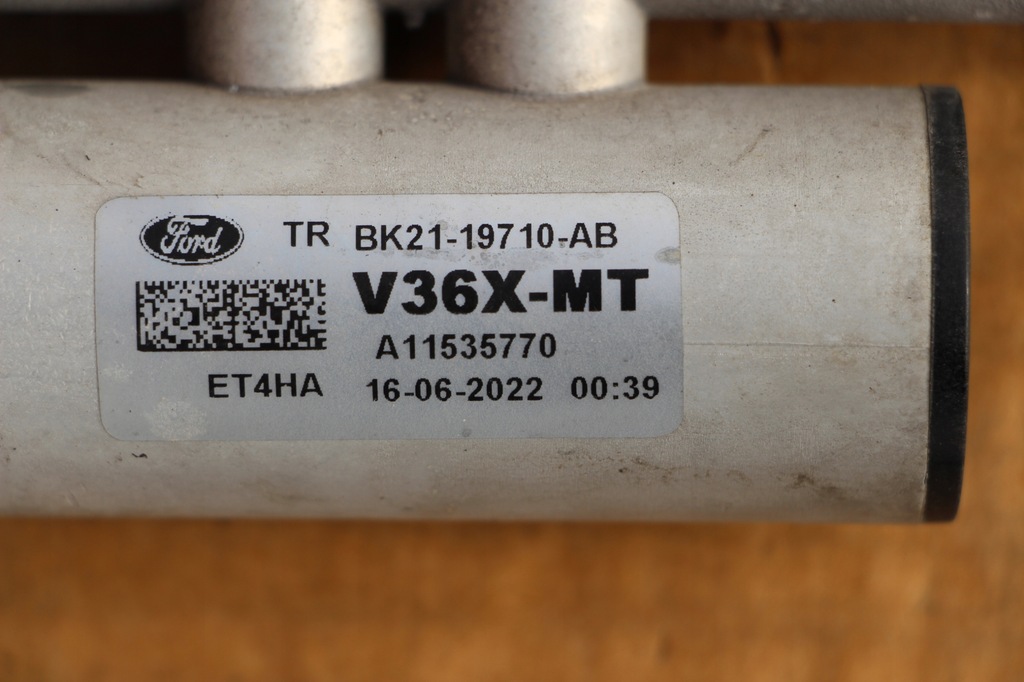 Ford TR BK21-19710-AB
V36X-MT
A11535770
ET4HA 16-06-2022 00:39